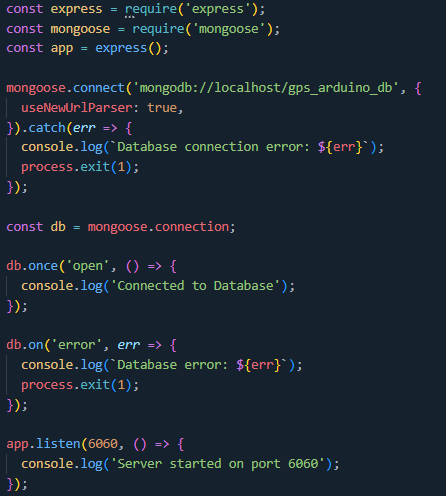 const express = require('express');
const mongoose = require('mongoose');
const app = express();

mongoose.connect('mongodb://localhost/gps_arduino_db', {
  useNewUrlParser: true,
}).catch(err => {
  console.log(`Database connection error: ${err}`);
  process.exit(1);
});

const db = mongoose.connection;

db.once('open', () => {
  console.log('Connected to Database');
});

db.on('error', err => {
  console.log(`Database error: ${err}`);
  process.exit(1);
});

app.listen(6060, () => {
  console.log('Server started on port 6060');
});